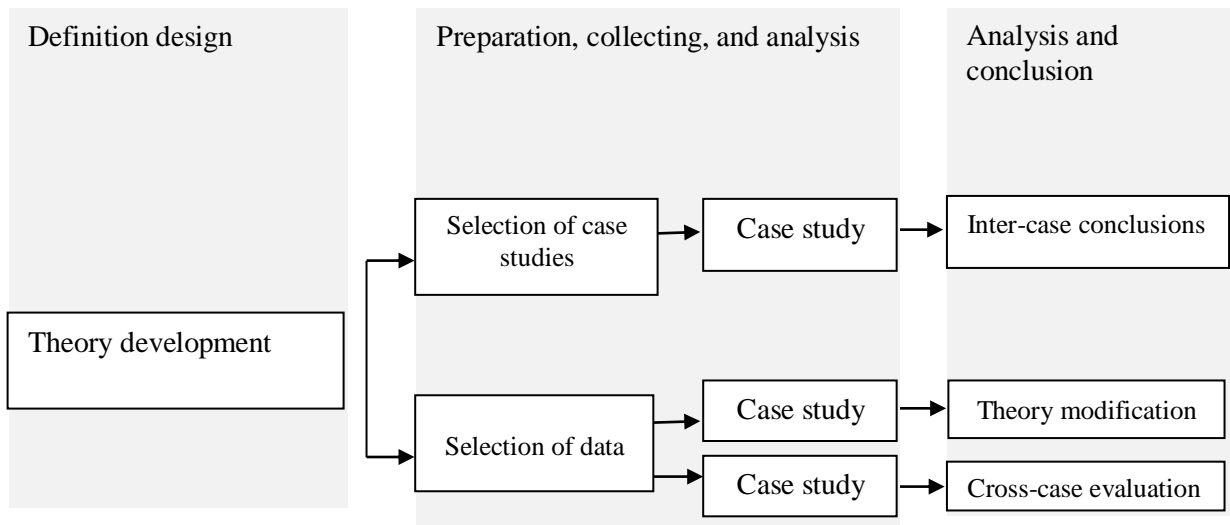 Definition design
Preparation, collecting, and analysis
Analysis and
conclusion
Theory development
Selection of case
studies
Case study
Inter-case conclusions
Selection of data
Case study
Theory modification
Case study
Cross-case evaluation